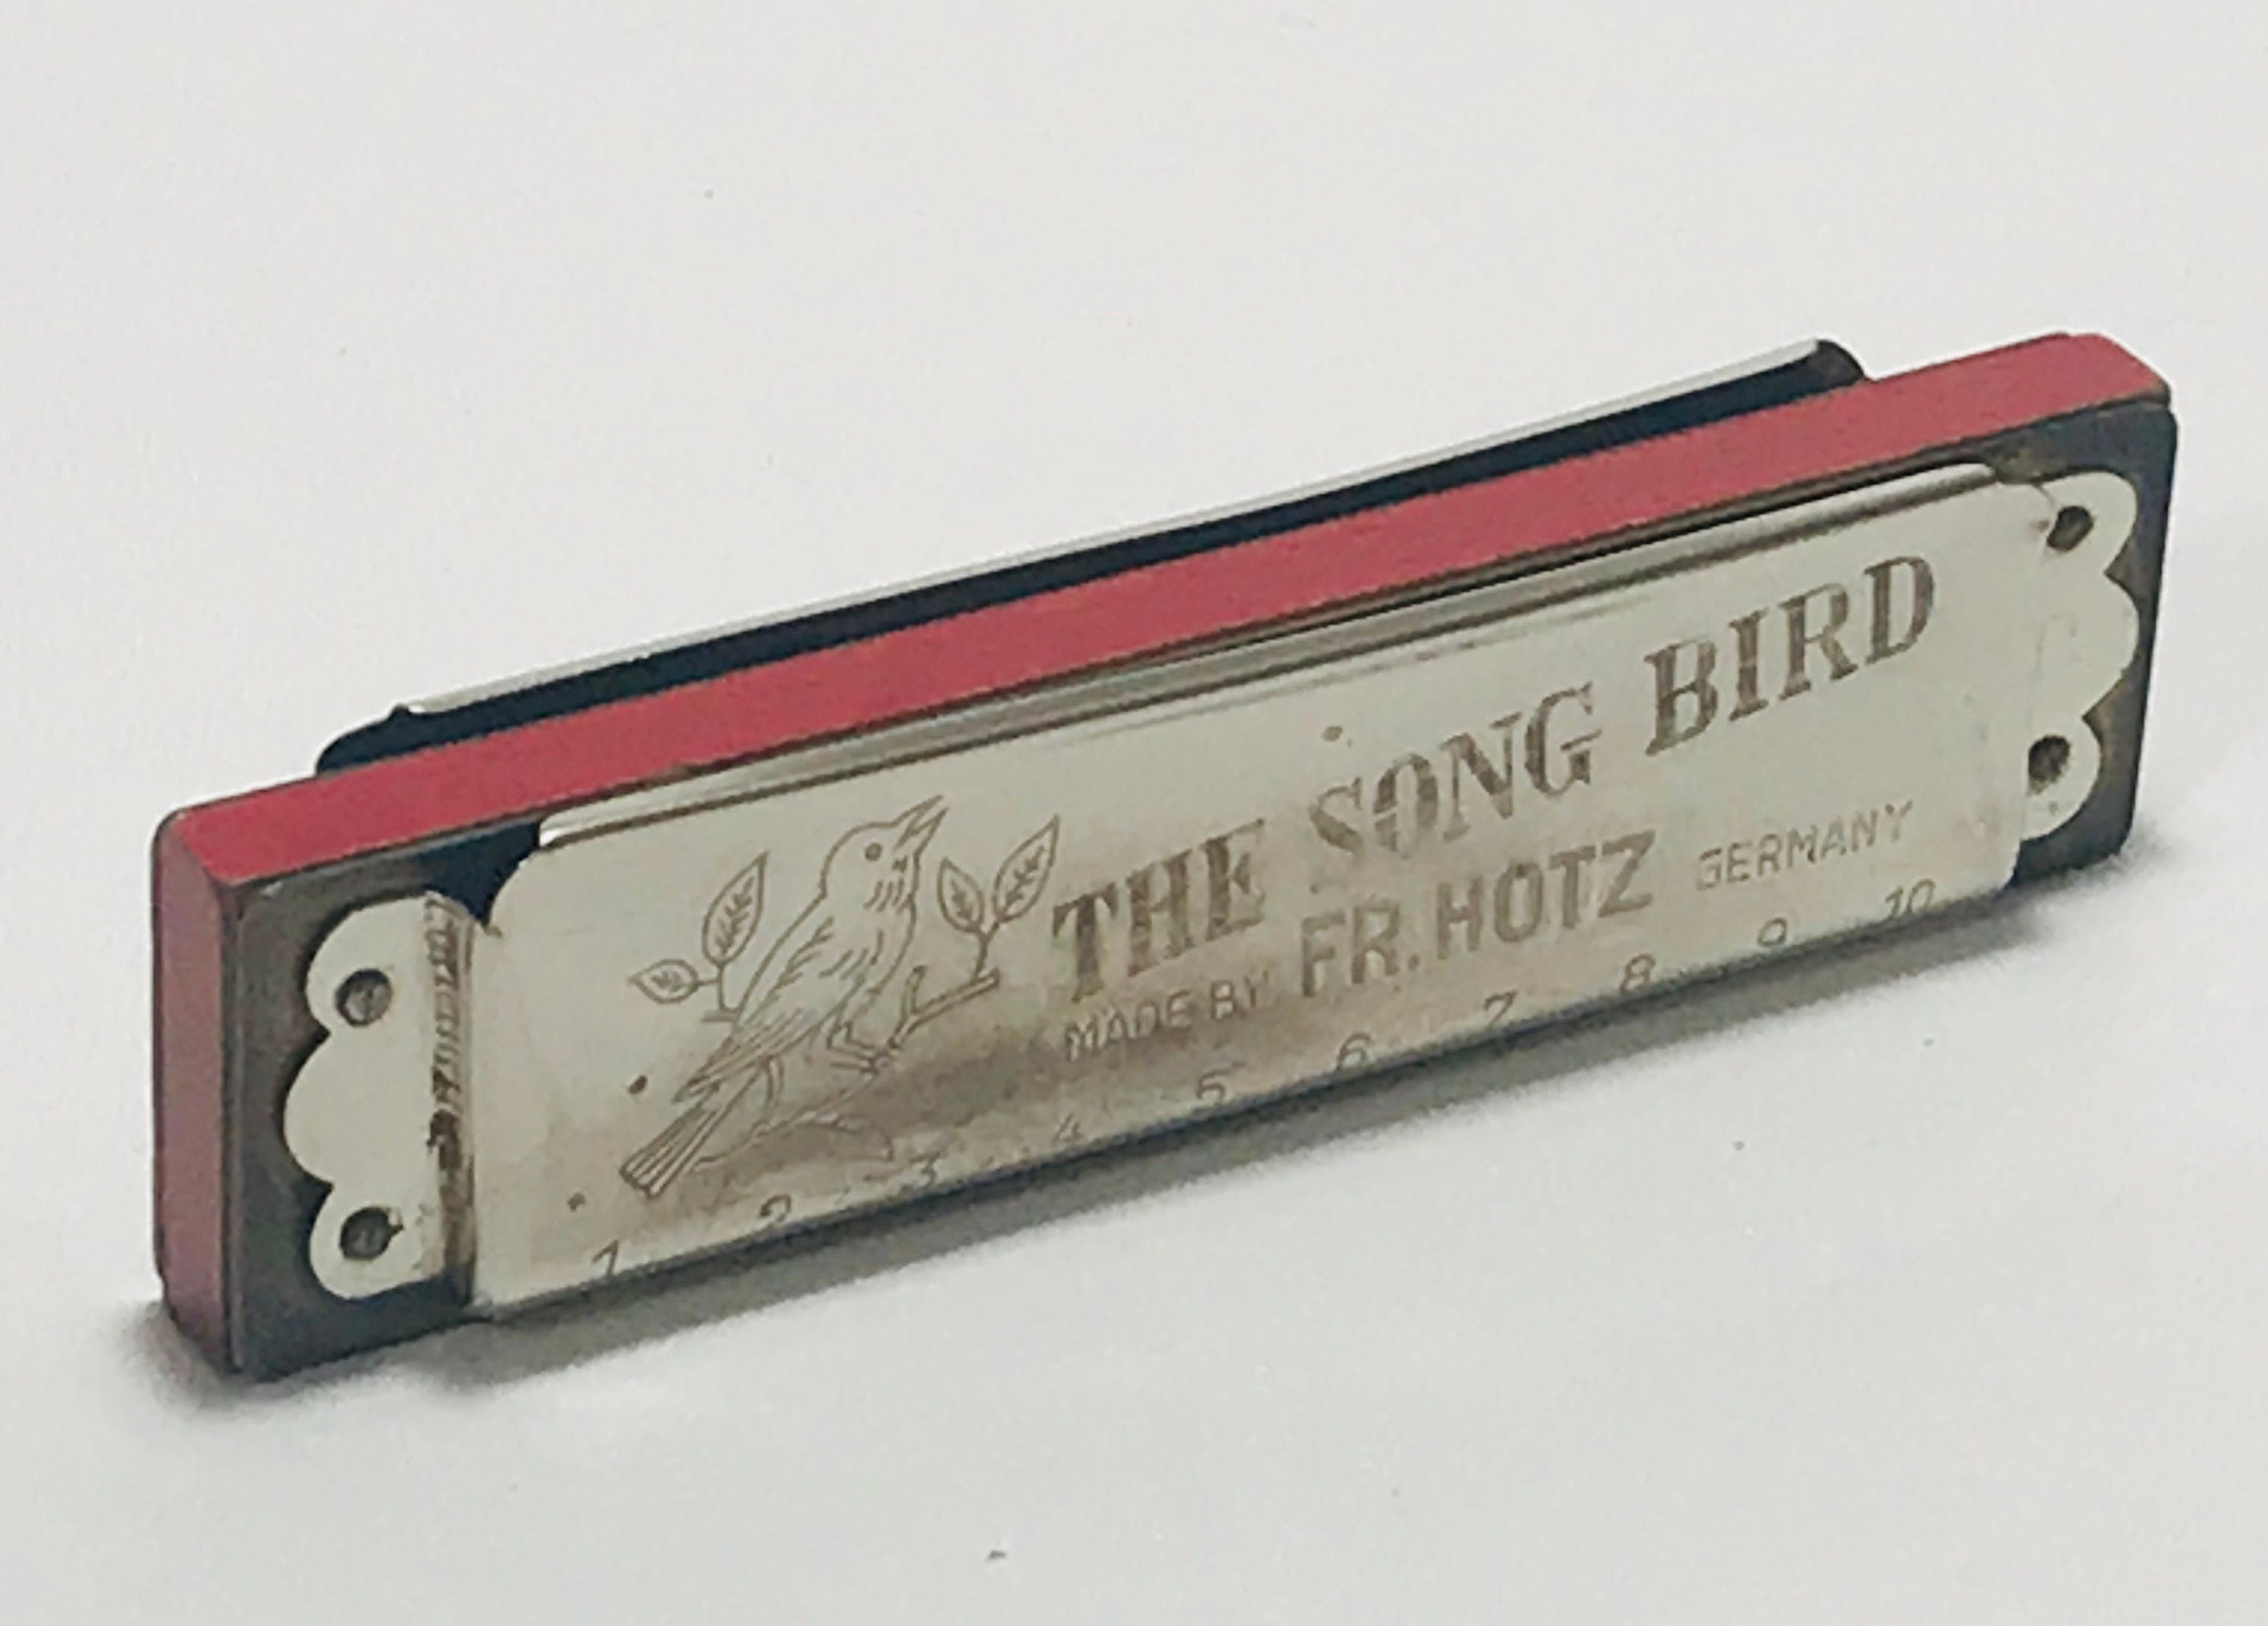 THE SONG BIRD
MADE BY FR. HOTZ GERMANY
1 2 3 4 5 6 7 8 9 10